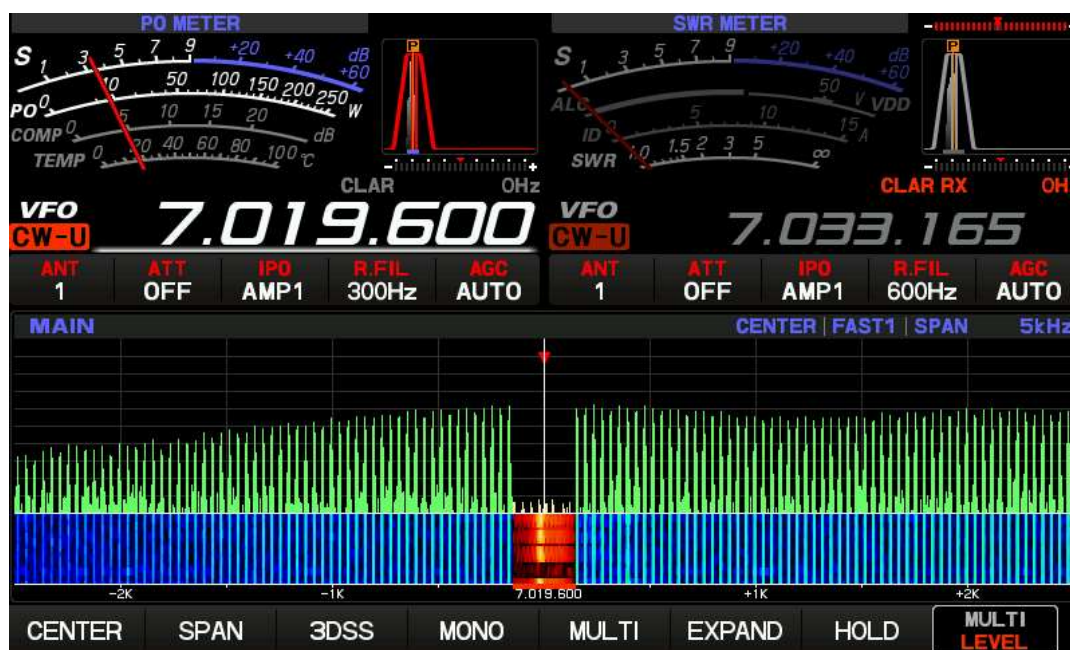 PO METER
SWR METER
S 1 3 5 7 9 +20 +40 dB +60
PO 0 10 50 100 150 200 250 W
COMP 0 5 10 15 20 dB
TEMP 0 20 40 60 80 100 °C
P
- +
S 1 3 5 7 9 +20 +40 dB +60
ALC 50 V VDD
ID 0 5 10 15 A
SWR 1.0 1.5 2 3 5 ∞
P
CLAR 0Hz
CLAR RX 0H
VFO
CW-U
7.019.600
VFO
CW-U
7.033.165
ANT ATT IPO R.FIL AGC
1 OFF AMP1 300Hz AUTO
ANT ATT IPO R.FIL AGC
1 OFF AMP1 600Hz AUTO
MAIN CENTER | FAST1 | SPAN 5kHz
-2K -1K 7.019.600 +1K +2K
CENTER SPAN 3DSS MONO MULTI EXPAND HOLD MULTI
LEVEL